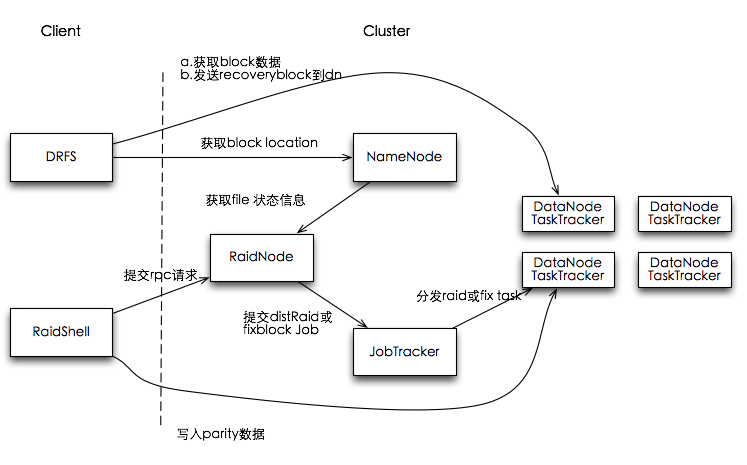 Client
Cluster
a.获取block数据
b.发送recoveryblock到dn
获取block location
DRFS
NameNode
获取file 状态信息
DataNode
TaskTracker
DataNode
TaskTracker
RaidNode
DataNode
TaskTracker
DataNode
TaskTracker
提交rpc请求
分发raid或fix task
提交distRaid或
fixblock Job
RaidShell
JobTracker
写入parity数据